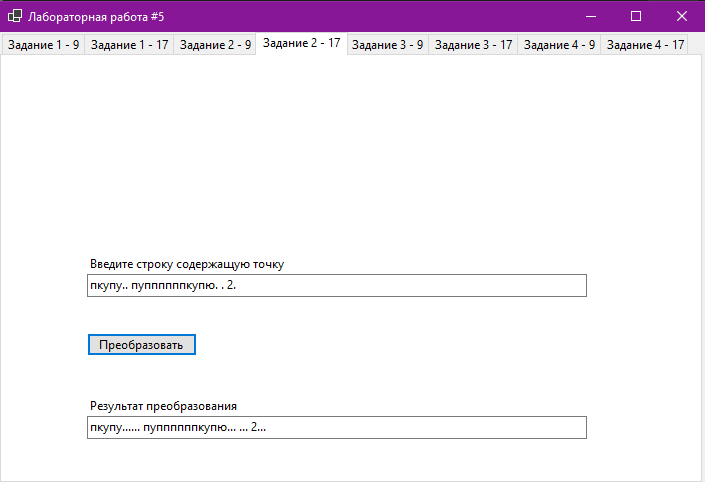 Лабораторная работа #5
Задание 1 - 9 Задание 1 - 17 Задание 2 - 9 Задание 2 - 17 Задание 3 - 9 Задание 3 - 17 Задание 4 - 9 Задание 4 - 17
Введите строку содержащую точку
пкупу.. пуппппппкупю. . 2.
Преобразовать
Результат преобразования
пкупу...... пуппппппкупю... ... 2...